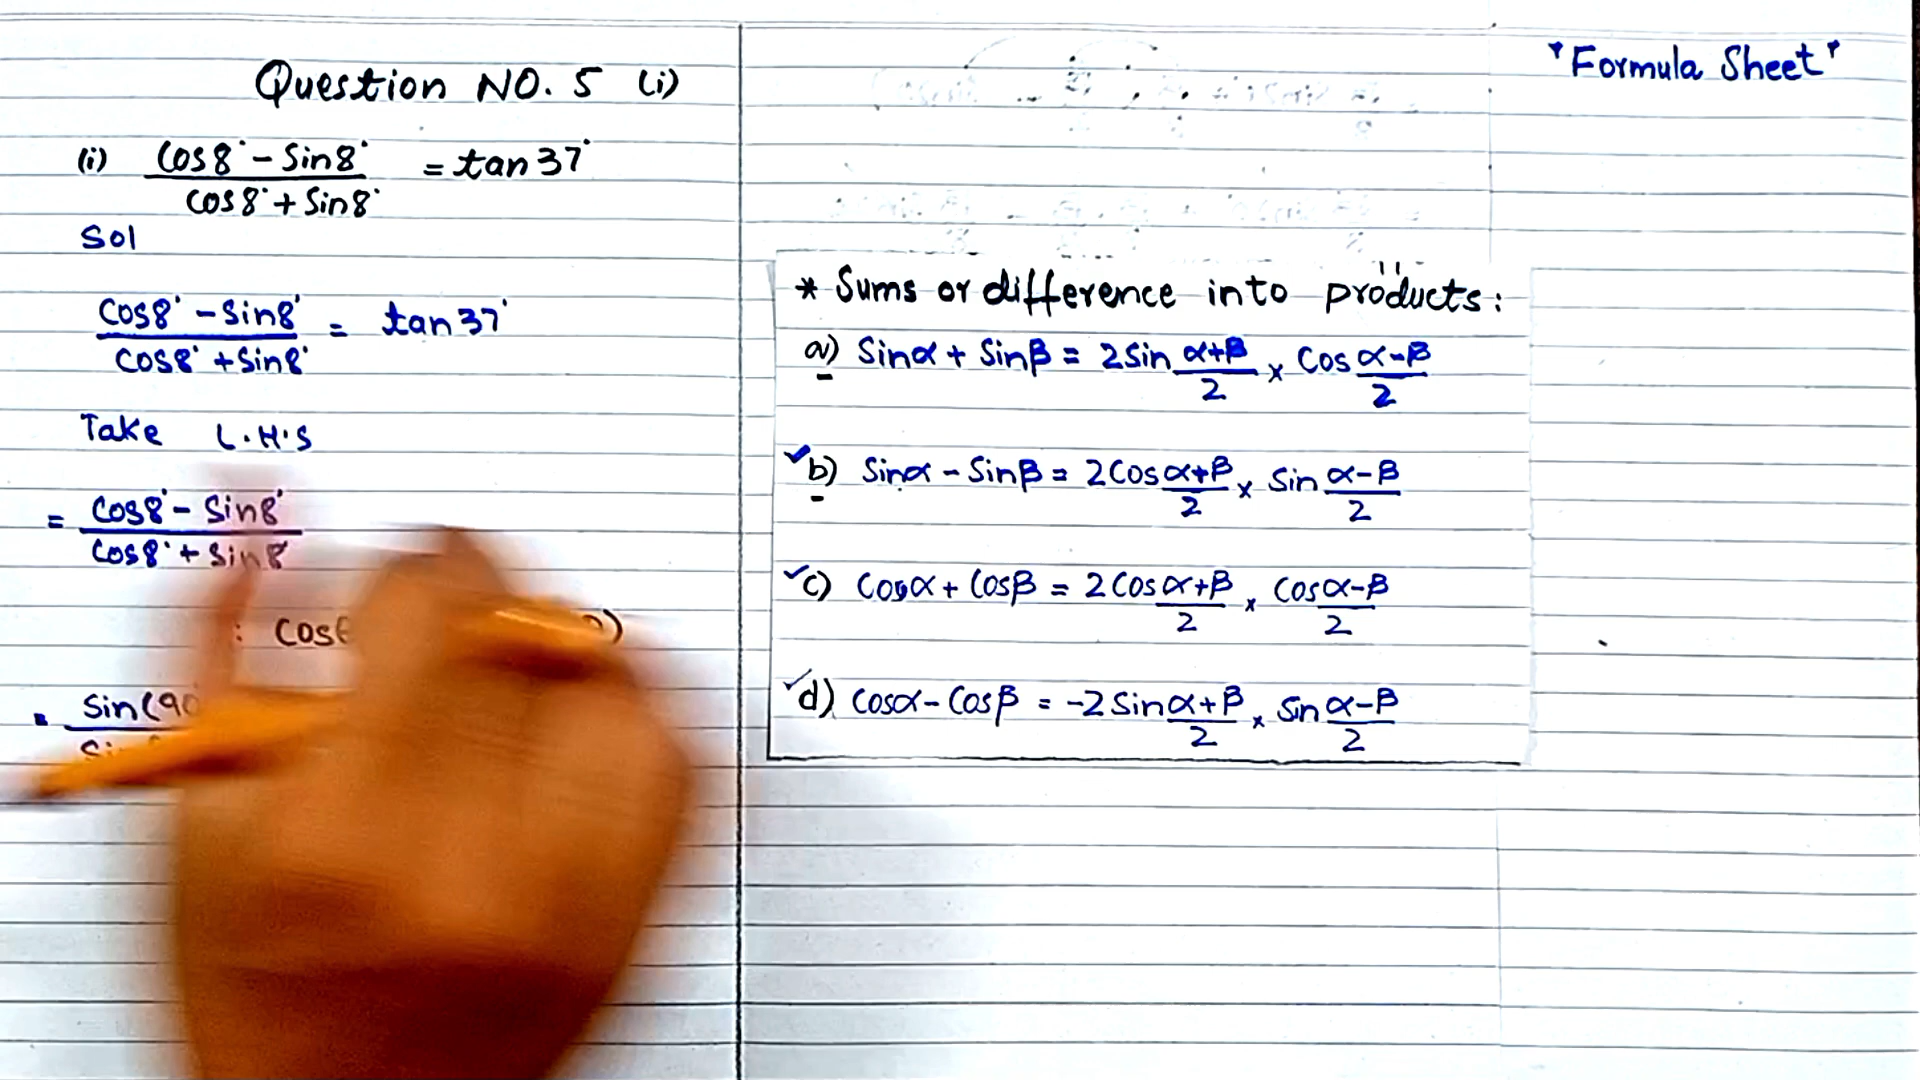 Question NO. 5 (i)
(i) Cos8° - Sin8° / Cos8° + Sin8° = tan37°
Sol
Cos8° - Sin8° / Cos8° + Sin8° = tan37°
Take L.H.S
= Cos8° - Sin8° / Cos8° + Sin8°
: Cosθ
= Sin(90
"Formula Sheet"
* Sums or difference into products:
a) Sinα + Sinβ = 2Sin α+β/2 × Cos α-β/2
b) Sinα - Sinβ = 2Cos α+β/2 × Sin α-β/2
c) Cosα + Cosβ = 2Cos α+β/2 × Cos α-β/2
d) Cosα - Cosβ = -2Sin α+β/2 × Sin α-β/2